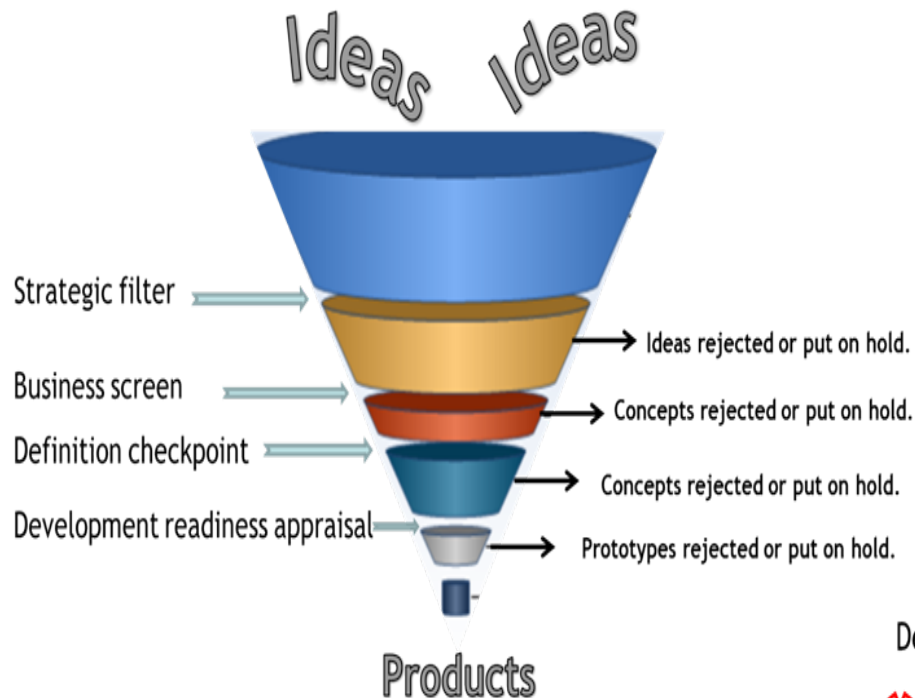 Ideas Ideas
Strategic filter
Ideas rejected or put on hold.
Business screen
Concepts rejected or put on hold.
Definition checkpoint
Concepts rejected or put on hold.
Development readiness appraisal
Prototypes rejected or put on hold.
Products